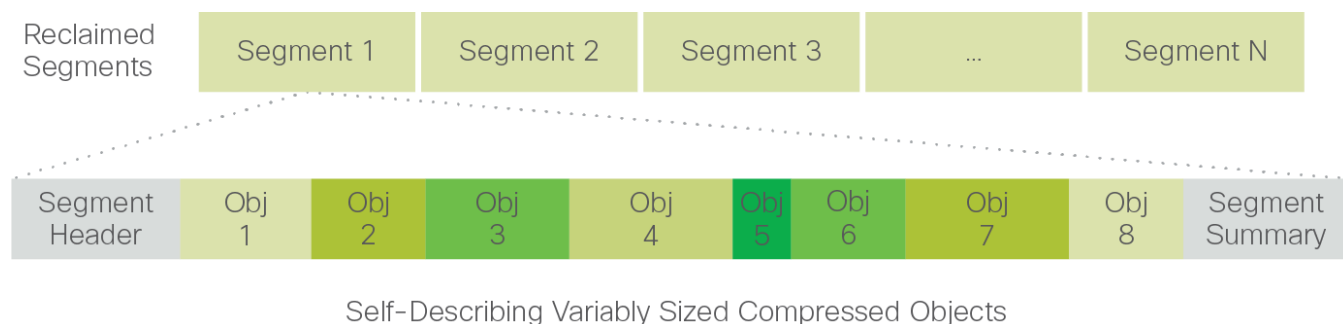 Reclaimed
Segments
Segment 1
Segment 2
Segment 3
...
Segment N
Segment
Header
Obj
1
Obj
2
Obj
3
Obj
4
Obj
5
Obj
6
Obj
7
Obj
8
Segment
Summary
Self-Describing Variably Sized Compressed Objects